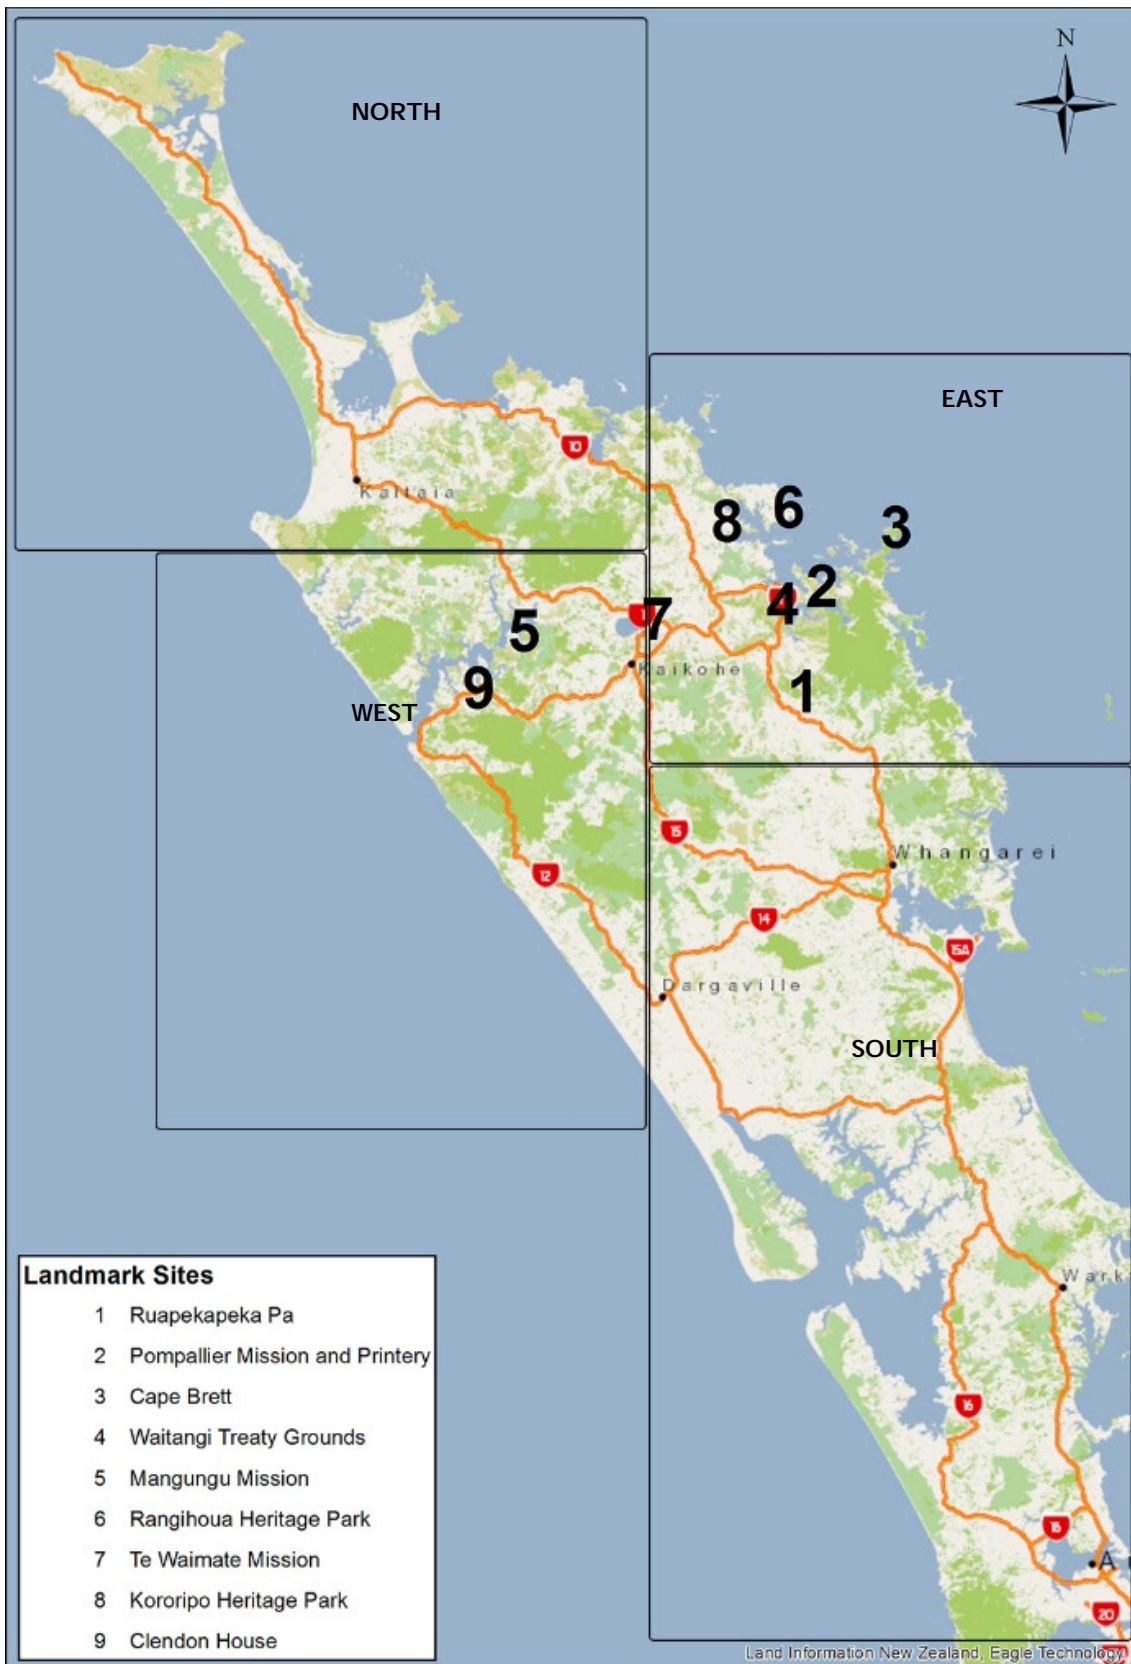 N
NORTH
EAST
10
Kaitaia
8
6
3
2
4
1
7
5
Kaikohe
9
1
WEST
15
Whangarei
12
14
15A
Dargaville
SOUTH
Landmark Sites
1 Ruapekapeka Pa
2 Pompallier Mission and Printery
3 Cape Brett
4 Waitangi Treaty Grounds
5 Mangungu Mission
6 Rangihoua Heritage Park
7 Te Waimate Mission
8 Kororipo Heritage Park
9 Clendon House
Wark
16
A
20
Land Information New Zealand, Eagle Technology